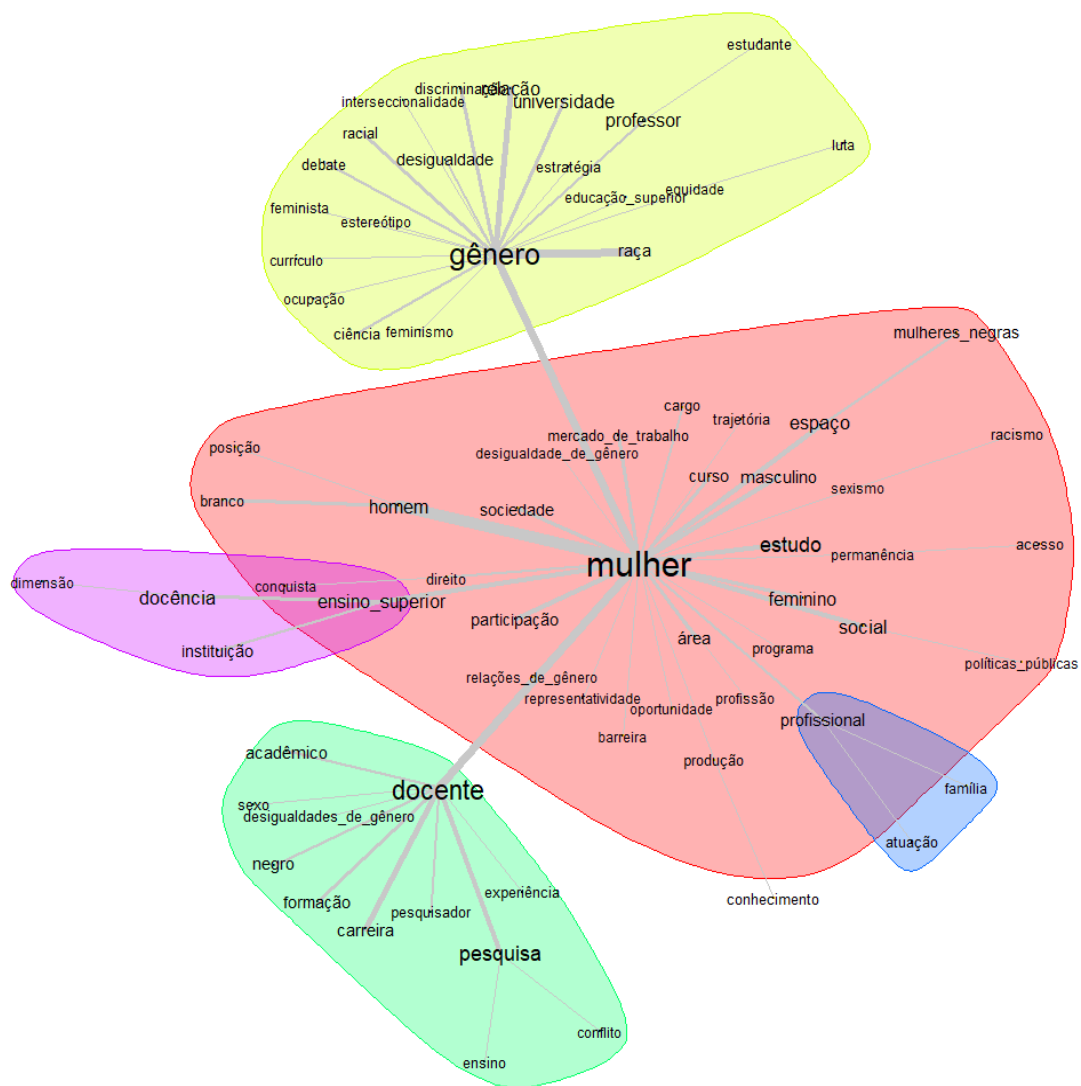 estudante
discriminação
relação
interseccionalidade
universidade
professor
racial
luta
desigualdade
debate
estratégia
equidade
educação_superior
feminista
estereótipo
gênero
raça
currículo
ocupação
ciência
feminismo
mulheres_negras
cargo
trajetória
espaço
mercado_de_trabalho
racismo
posição
desigualdade_de_gênero
curso
masculino
sexismo
branco
homem
sociedade
estudo
acesso
permanência
mulher
dimensão
conquista
direito
docência
ensino_superior
feminino
participação
social
instituição
área
programa
políticas_públicas
relações_de_gênero
representatividade
oportunidade
profissão
profissional
barreira
acadêmico
produção
docente
família
sexo
desigualdades_de_gênero
atuação
negro
experiência
formação
pesquisador
conhecimento
carreira
pesquisa
conflito
ensino